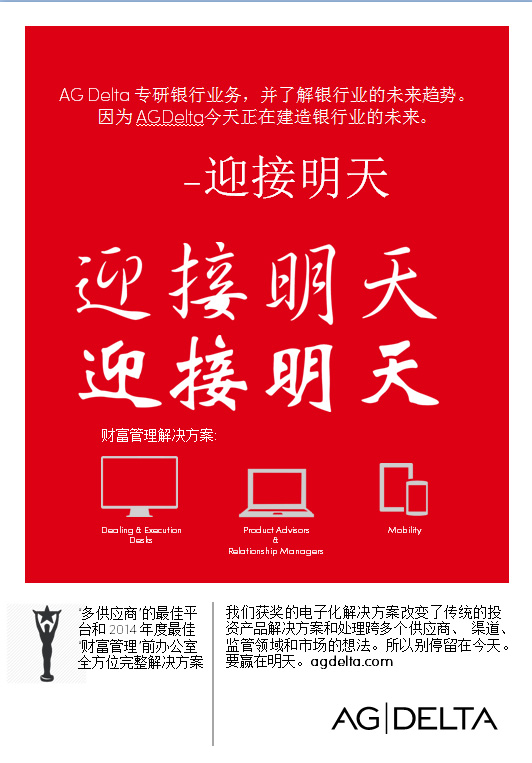 AG Delta 专研银行业务，并了解银行业的未来趋势。
因为 AGDelta今天正在建造银行业的未来。
–迎接明天
迎接明天
迎接明天
财富管理解决方案:
Dealing & Execution
Desks
Product Advisors
&
Relationship Managers
Mobility
‘多供应商’的最佳平
台和 2014 年度最佳
‘财富管理’前办公室
全方位完整解决方案
我们获奖的电子化解决方案改变了传统的投
资产品解决方案和处理跨多个供应商、 渠道、
监管领域和市场的想法。所以别停留在今天。
要赢在明天。agdelta.com
AG|DELTA